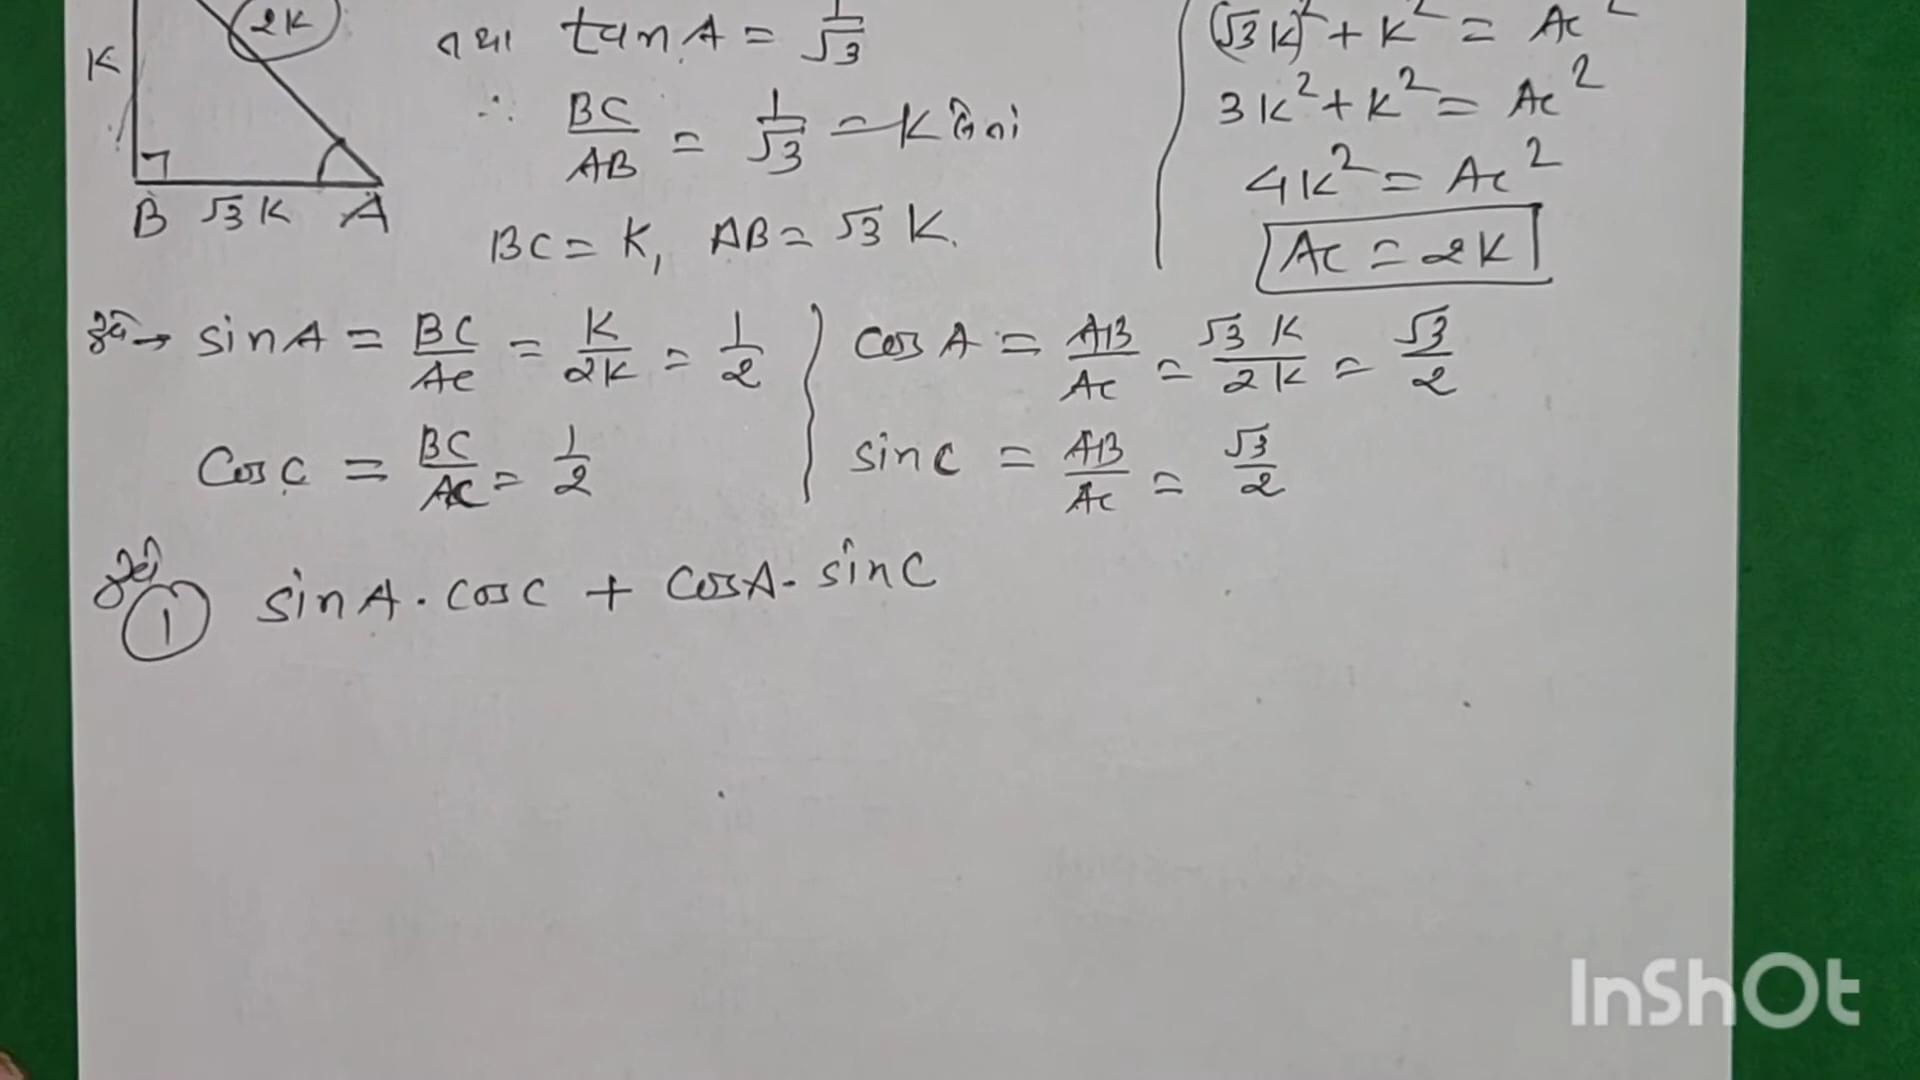 2K
K
B √3 K A
તથા tan A = 1/√3
∴ BC/AB = 1/√3 = K
BC = K, AB = √3 K.
(√3 K)² + K² = AC²
3K² + K² = AC²
4K² = AC²
AC = 2K
હવે → sin A = BC/AC = K/2K = 1/2
cos A = AB/AC = √3 K/2K = √3/2
Cos C = BC/AC = 1/2
sin C = AB/AC = √3/2
હવે
① sin A . cos C + cos A . sin C
InShOt